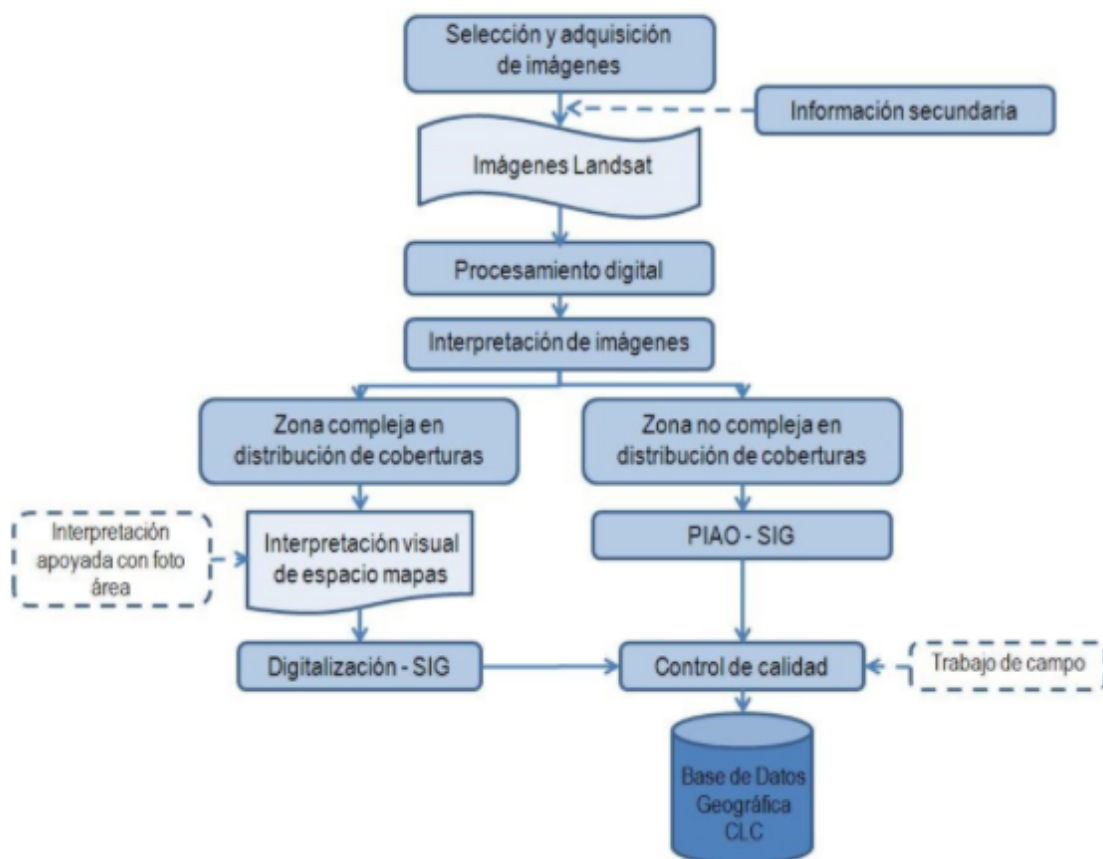 Selección y adquisición
de imágenes
Información secundaria
Imágenes Landsat
Procesamiento digital
Interpretación de imágenes
Zona compleja en
distribución de coberturas
Zona no compleja en
distribución de coberturas
Interpretación
apoyada con foto
área
Interpretación visual
de espacio mapas
PIAO - SIG
Digitalización - SIG
Control de calidad
Trabajo de campo
Base de Datos
Geográfica
CLC